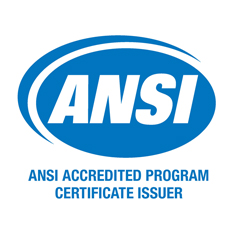 ANSI
ANSI ACCREDITED PROGRAM
CERTIFICATE ISSUER